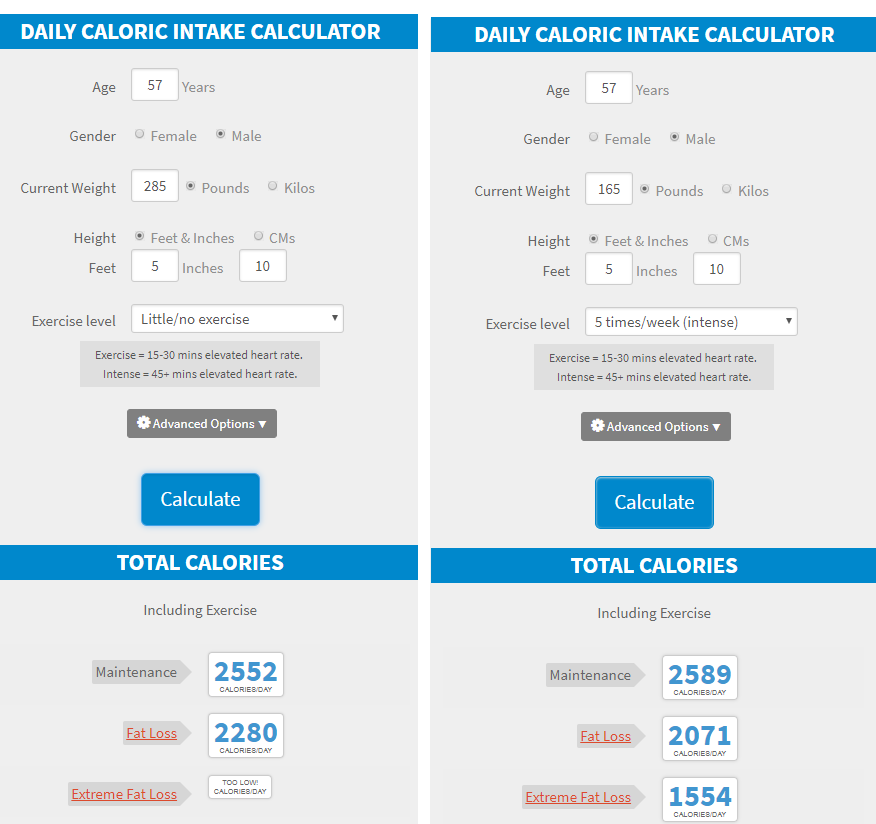 DAILY CALORIC INTAKE CALCULATOR
Age 57 Years
Gender Female Male
Current Weight 285 Pounds Kilos
Height Feet & Inches CMs
Feet 5 Inches 10
Exercise level Little/no exercise
Exercise = 15-30 mins elevated heart rate.
Intense = 45+ mins elevated heart rate.
Advanced Options
Calculate
TOTAL CALORIES
Including Exercise
Maintenance 2552
CALORIES/DAY
Fat Loss 2280
CALORIES/DAY
Extreme Fat Loss TOO LOW!
CALORIES/DAY
DAILY CALORIC INTAKE CALCULATOR
Age 57 Years
Gender Female Male
Current Weight 165 Pounds Kilos
Height Feet & Inches CMs
Feet 5 Inches 10
Exercise level 5 times/week (intense)
Exercise = 15-30 mins elevated heart rate.
Intense = 45+ mins elevated heart rate.
Advanced Options
Calculate
TOTAL CALORIES
Including Exercise
Maintenance 2589
CALORIES/DAY
Fat Loss 2071
CALORIES/DAY
Extreme Fat Loss 1554
CALORIES/DAY